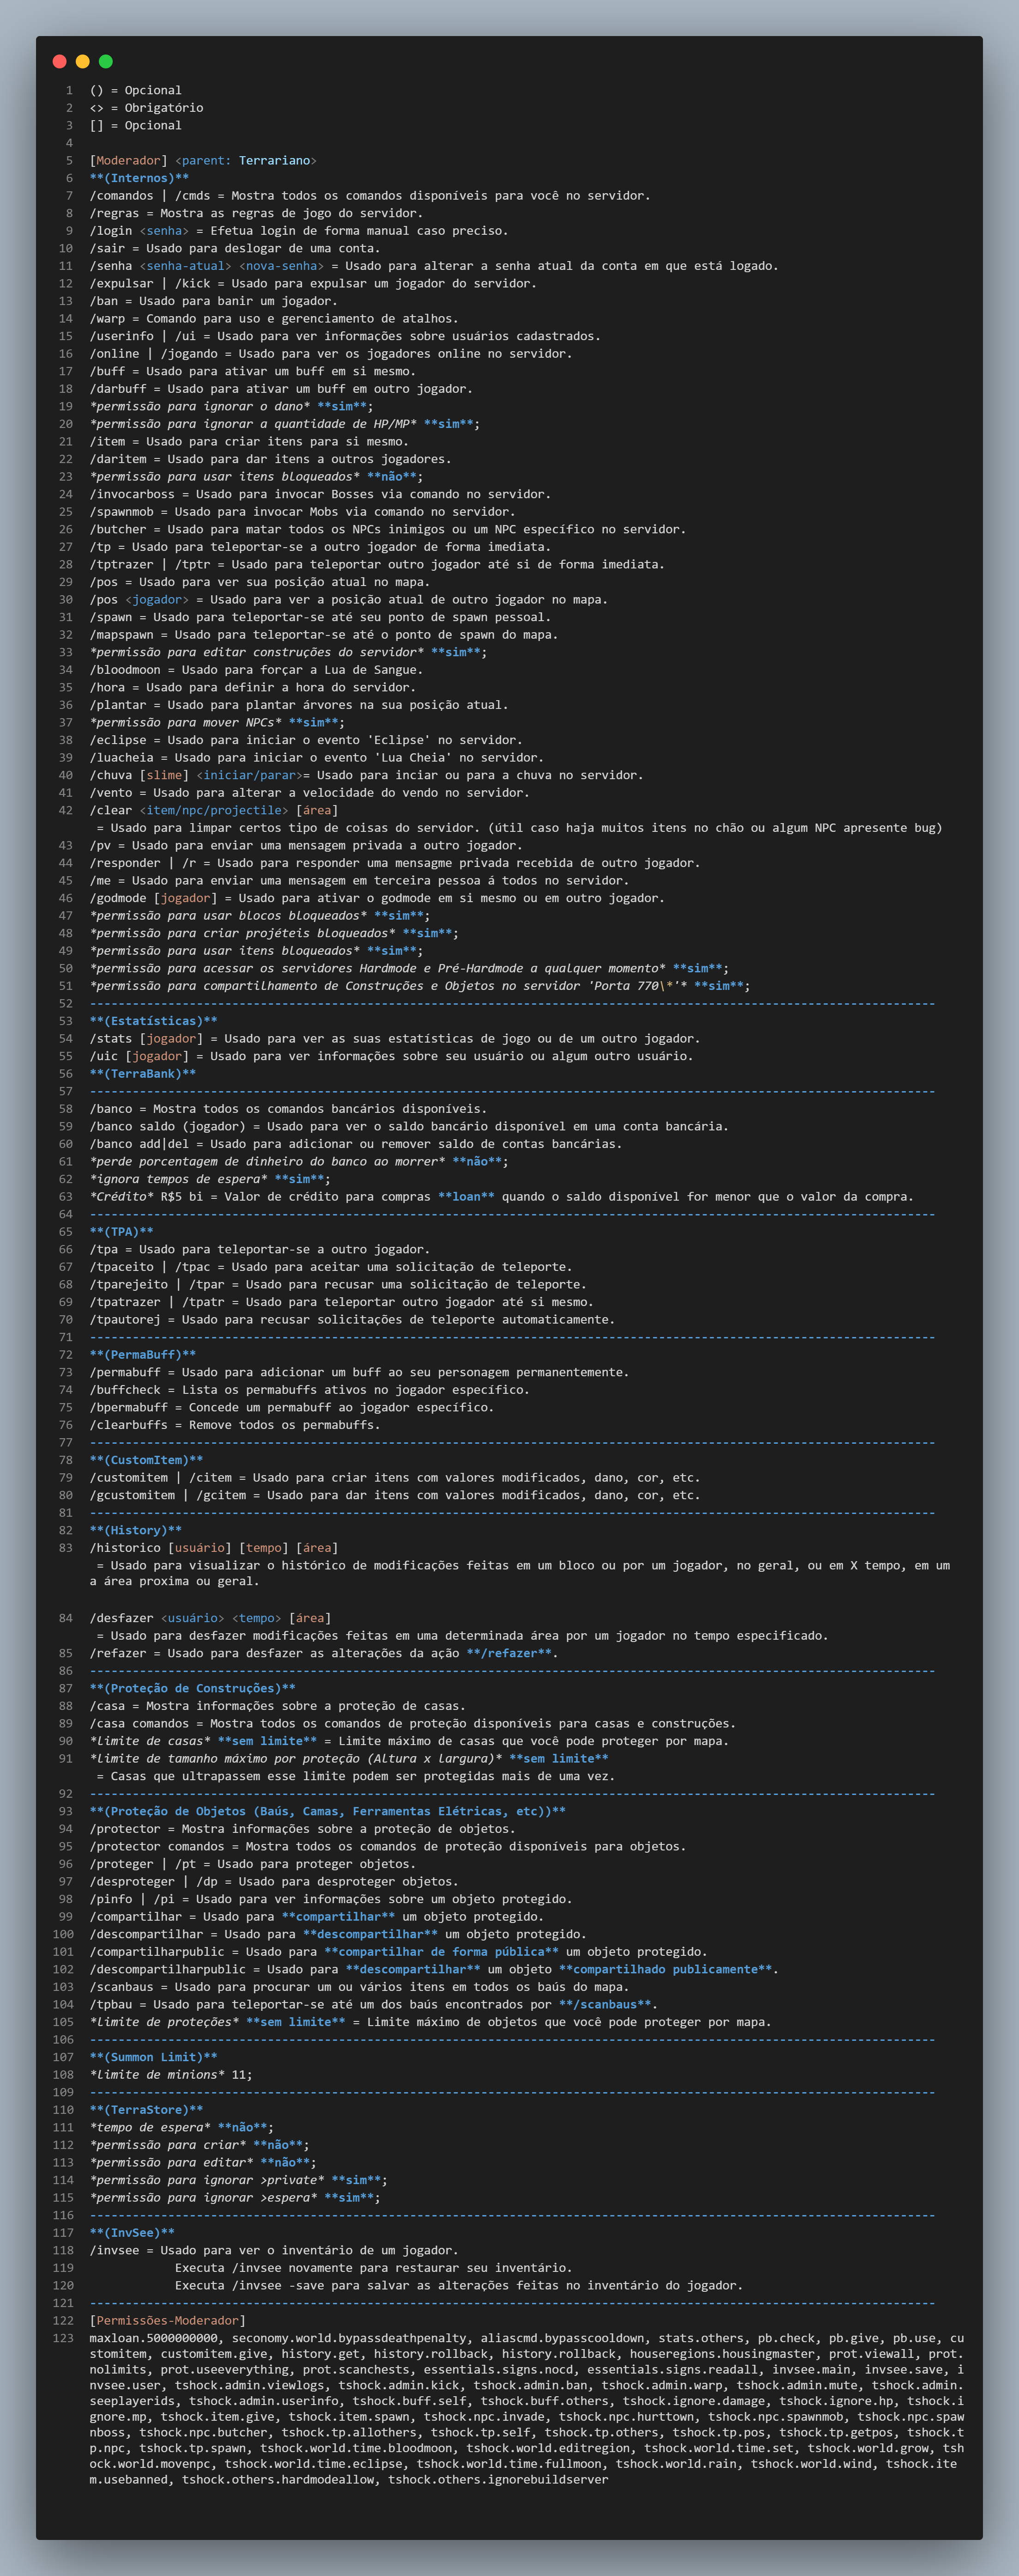 1 () = Opcional
2 <> = Obrigatório
3 [] = Opcional
4
5 [Moderador] <parent: Terrariano>
6 **(Internos)**
7 /comandos | /cmds = Mostra todos os comandos disponíveis para você no servidor.
8 /regras = Mostra as regras de jogo do servidor.
9 /login <senha> = Efetua login de forma manual caso preciso.
10 /sair = Usado para deslogar de uma conta.
11 /senha <senha-atual> <nova-senha> = Usado para alterar a senha atual da conta em que está logado.
12 /expulsar | /kick = Usado para expulsar um jogador do servidor.
13 /ban = Usado para banir um jogador.
14 /warp = Comando para uso e gerenciamento de atalhos.
15 /userinfo | /ui = Usado para ver informações sobre usuários cadastrados.
16 /online | /jogando = Usado para ver os jogadores online no servidor.
17 /buff = Usado para ativar um buff em si mesmo.
18 /darbuff = Usado para ativar um buff em outro jogador.
19 *permissão para ignorar o dano* **sim**;
20 *permissão para ignorar a quantidade de HP/MP* **sim**;
21 /item = Usado para criar itens para si mesmo.
22 /daritem = Usado para dar itens a outros jogadores.
23 *permissão para usar itens bloqueados* **não**;
24 /invocarboss = Usado para invocar Bosses via comando no servidor.
25 /spawnmob = Usado para invocar Mobs via comando no servidor.
26 /butcher = Usado para matar todos os NPCs inimigos ou um NPC específico no servidor.
27 /tp = Usado para teleportar-se a outro jogador de forma imediata.
28 /tptrazer | /tptr = Usado para teleportar outro jogador até si de forma imediata.
29 /pos = Usado para ver sua posição atual no mapa.
30 /pos <jogador> = Usado para ver a posição atual de outro jogador no mapa.
31 /spawn = Usado para teleportar-se até seu ponto de spawn pessoal.
32 /mapspawn = Usado para teleportar-se até o ponto de spawn do mapa.
33 *permissão para editar construções do servidor* **sim**;
34 /bloodmoon = Usado para forçar a Lua de Sangue.
35 /hora = Usado para definir a hora do servidor.
36 /plantar = Usado para plantar árvores na sua posição atual.
37 *permissão para mover NPCs* **sim**;
38 /eclipse = Usado para iniciar o evento 'Eclipse' no servidor.
39 /luacheia = Usado para iniciar o evento 'Lua Cheia' no servidor.
40 /chuva [slime] <iniciar/parar>= Usado para inciar ou para a chuva no servidor.
41 /vento = Usado para alterar a velocidade do vendo no servidor.
42 /clear <item/npc/projectile> [área]
= Usado para limpar certos tipo de coisas do servidor. (útil caso haja muitos itens no chão ou algum NPC apresente bug)
43 /pv = Usado para enviar uma mensagem privada a outro jogador.
44 /responder | /r = Usado para responder uma mensagme privada recebida de outro jogador.
45 /me = Usado para enviar uma mensagem em terceira pessoa á todos no servidor.
46 /godmode [jogador] = Usado para ativar o godmode em si mesmo ou em outro jogador.
47 *permissão para usar blocos bloqueados* **sim**;
48 *permissão para criar projéteis bloqueados* **sim**;
49 *permissão para usar itens bloqueados* **sim**;
50 *permissão para acessar os servidores Hardmode e Pré-Hardmode a qualquer momento* **sim**;
51 *permissão para compartilhamento de Construções e Objetos no servidor 'Porta 770\*'* **sim**;
52 -----------------------------------------------------------------------------------------------------------------------
53 **(Estatísticas)**
54 /stats [jogador] = Usado para ver as suas estatísticas de jogo ou de um outro jogador.
55 /uic [jogador] = Usado para ver informações sobre seu usuário ou algum outro usuário.
56 **(TerraBank)**
57 -----------------------------------------------------------------------------------------------------------------------
58 /banco = Mostra todos os comandos bancários disponíveis.
59 /banco saldo (jogador) = Usado para ver o saldo bancário disponível em uma conta bancária.
60 /banco add|del = Usado para adicionar ou remover saldo de contas bancárias.
61 *perde porcentagem de dinheiro do banco ao morrer* **não**;
62 *ignora tempos de espera* **sim**;
63 *Crédito* R$5 bi = Valor de crédito para compras **loan** quando o saldo disponível for menor que o valor da compra.
64 -----------------------------------------------------------------------------------------------------------------------
65 **(TPA)**
66 /tpa = Usado para teleportar-se a outro jogador.
67 /tpaceito | /tpac = Usado para aceitar uma solicitação de teleporte.
68 /tparejeito | /tpar = Usado para recusar uma solicitação de teleporte.
69 /tpatrazer | /tpatr = Usado para teleportar outro jogador até si mesmo.
70 /tpautorej = Usado para recusar solicitações de teleporte automaticamente.
71 -----------------------------------------------------------------------------------------------------------------------
72 **(PermaBuff)**
73 /permabuff = Usado para adicionar um buff ao seu personagem permanentemente.
74 /buffcheck = Lista os permabuffs ativos no jogador específico.
75 /bpermabuff = Concede um permabuff ao jogador específico.
76 /clearbuffs = Remove todos os permabuffs.
77 -----------------------------------------------------------------------------------------------------------------------
78 **(CustomItem)**
79 /customitem | /citem = Usado para criar itens com valores modificados, dano, cor, etc.
80 /gcustomitem | /gcitem = Usado para dar itens com valores modificados, dano, cor, etc.
81 -----------------------------------------------------------------------------------------------------------------------
82 **(History)**
83 /historico [usuário] [tempo] [área]
= Usado para visualizar o histórico de modificações feitas em um bloco ou por um jogador, no geral, ou em X tempo, em um
a área proxima ou geral.
84 /desfazer <usuário> <tempo> [área]
= Usado para desfazer modificações feitas em uma determinada área por um jogador no tempo especificado.
85 /refazer = Usado para desfazer as alterações da ação **/refazer**.
86 -----------------------------------------------------------------------------------------------------------------------
87 **(Proteção de Construções)**
88 /casa = Mostra informações sobre a proteção de casas.
89 /casa comandos = Mostra todos os comandos de proteção disponíveis para casas e construções.
90 *limite de casas* **sem limite** = Limite máximo de casas que você pode proteger por mapa.
91 *limite de tamanho máximo por proteção (Altura x largura)* **sem limite**
= Casas que ultrapassem esse limite podem ser protegidas mais de uma vez.
92 -----------------------------------------------------------------------------------------------------------------------
93 **(Proteção de Objetos (Baús, Camas, Ferramentas Elétricas, etc))**
94 /protector = Mostra informações sobre a proteção de objetos.
95 /protector comandos = Mostra todos os comandos de proteção disponíveis para objetos.
96 /proteger | /pt = Usado para proteger objetos.
97 /desproteger | /dp = Usado para desproteger objetos.
98 /pinfo | /pi = Usado para ver informações sobre um objeto protegido.
99 /compartilhar = Usado para **compartilhar** um objeto protegido.
100 /descompartilhar = Usado para **descompartilhar** um objeto protegido.
101 /compartilharpublic = Usado para **compartilhar de forma pública** um objeto protegido.
102 /descompartilharpublic = Usado para **descompartilhar** um objeto **compartilhado publicamente**.
103 /scanbaus = Usado para procurar um ou vários itens em todos os baús do mapa.
104 /tpbau = Usado para teleportar-se até um dos baús encontrados por **/scanbaus**.
105 *limite de proteções* **sem limite** = Limite máximo de objetos que você pode proteger por mapa.
106 -----------------------------------------------------------------------------------------------------------------------
107 **(Summon Limit)**
108 *limite de minions* 11;
109 -----------------------------------------------------------------------------------------------------------------------
110 **(TerraStore)**
111 *tempo de espera* **não**;
112 *permissão para criar* **não**;
113 *permissão para editar* **não**;
114 *permissão para ignorar >private* **sim**;
115 *permissão para ignorar >espera* **sim**;
116 -----------------------------------------------------------------------------------------------------------------------
117 **(InvSee)**
118 /invsee = Usado para ver o inventário de um jogador.
119 Executa /invsee novamente para restaurar seu inventário.
120 Executa /invsee -save para salvar as alterações feitas no inventário do jogador.
121 -----------------------------------------------------------------------------------------------------------------------
122 [Permissões-Moderador]
123 maxloan.5000000000, seconomy.world.bypassdeathpenalty, aliascmd.bypasscooldown, stats.others, pb.check, pb.give, pb.use, cu
stomitem, customitem.give, history.get, history.rollback, history.rollback, houseregions.housingmaster, prot.viewall, prot.
nolimits, prot.useeverything, prot.scanchests, essentials.signs.nocd, essentials.signs.readall, invsee.main, invsee.save, i
nvsee.user, tshock.admin.viewlogs, tshock.admin.kick, tshock.admin.ban, tshock.admin.warp, tshock.admin.mute, tshock.admin.
seeplayerids, tshock.admin.userinfo, tshock.buff.self, tshock.buff.others, tshock.ignore.damage, tshock.ignore.hp, tshock.i
gnore.mp, tshock.item.give, tshock.item.spawn, tshock.npc.invade, tshock.npc.hurttown, tshock.npc.spawnmob, tshock.npc.spaw
nboss, tshock.npc.butcher, tshock.tp.allothers, tshock.tp.self, tshock.tp.others, tshock.tp.pos, tshock.tp.getpos, tshock.t
p.npc, tshock.tp.spawn, tshock.world.time.bloodmoon, tshock.world.editregion, tshock.world.time.set, tshock.world.grow, tsh
ock.world.movenpc, tshock.world.time.eclipse, tshock.world.time.fullmoon, tshock.world.rain, tshock.world.wind, tshock.ite
m.usebanned, tshock.others.hardmodeallow, tshock.others.ignorebuildserver